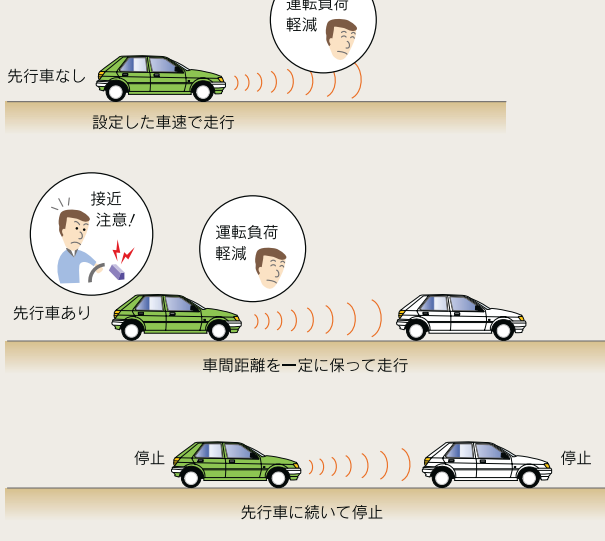 運転負荷
軽減
先行車なし
設定した車速で走行
接近
注意!
運転負荷
軽減
先行車あり
車間距離を一定に保って走行
停止
停止
先行車に続いて停止